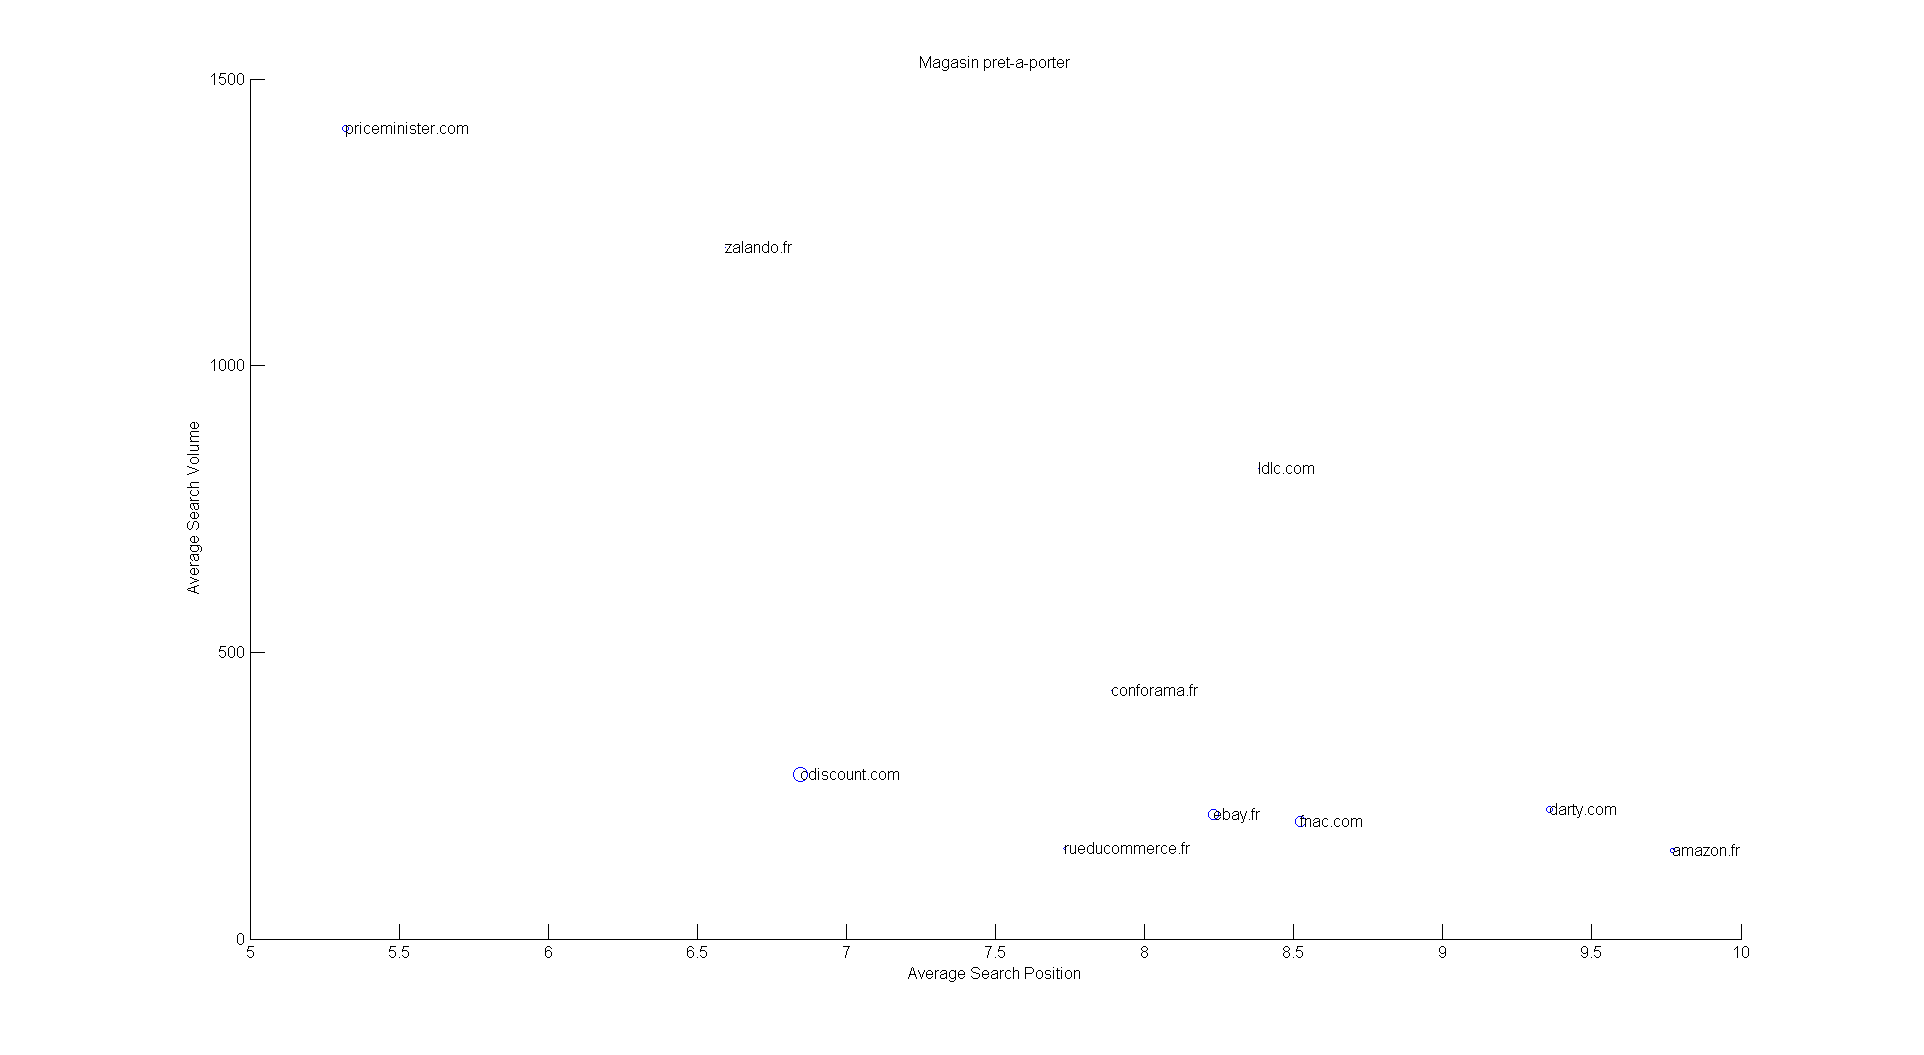 Magasin pret-a-porter
1500
priceminister.com
zalando.fr
1000
Average Search Volume
ldlc.com
500
conforama.fr
cdiscount.com
darty.com
ebay.fr
fnac.com
rueducommerce.fr
amazon.fr
0
5 5.5 6 6.5 7 7.5 8 8.5 9 9.5 10
Average Search Position